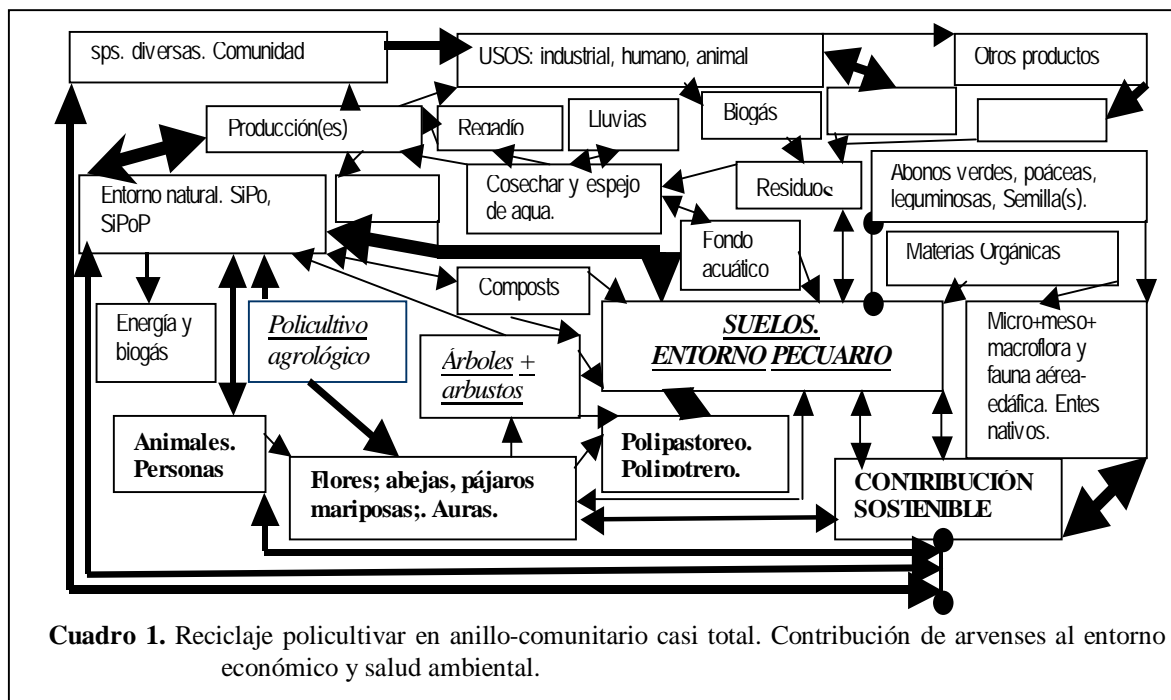 sps. diversas. Comunidad
USOS: industrial, humano, animal
Otros productos
Producción(es)
Regadío
Lluvias
Biogás
Entorno natural. SiPo,
SiPoP
Cosechar y espejo
de agua.
Residuos
Abonos verdes, poáceas,
leguminosas, Semilla(s).
Fondo
acuático
Materias Orgánicas
Composts
Energía y
biogás
Policultivo
agrológico
Árboles +
arbustos
SUELOS.
ENTORNO PECUARIO
Micro+meso+
macroflora y
fauna aérea-
edáfica. Entes
nativos.
Animales.
Personas
Flores; abejas, pájaros
mariposas;. Auras.
Polipastoreo.
Polipotrero.
CONTRIBUCIÓN
SOSTENIBLE
Cuadro 1. Reciclaje policultivar en anillo-comunitario casi total. Contribución de arvenses al entorno
económico y salud ambiental.